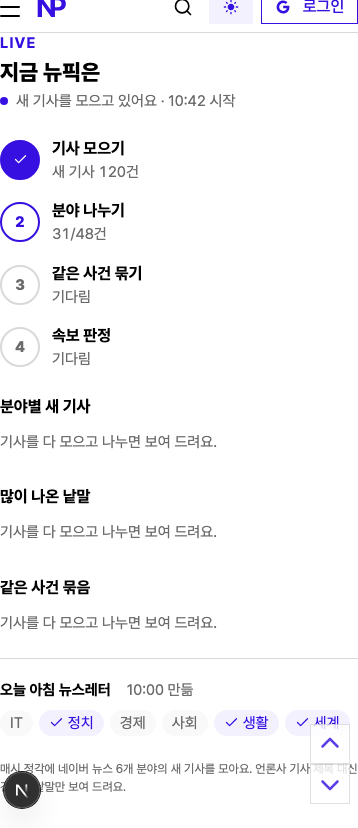 NP
로그인
LIVE
지금 뉴픽은
새 기사를 모으고 있어요 · 10:42 시작
기사 모으기
새 기사 120건
2
분야 나누기
31/48건
3
같은 사건 묶기
기다림
4
속보 판정
기다림
분야별 새 기사
기사를 다 모으고 나누면 보여 드려요.
많이 나온 낱말
기사를 다 모으고 나누면 보여 드려요.
같은 사건 묶음
기사를 다 모으고 나누면 보여 드려요.
오늘 아침 뉴스레터 10:00 만듦
IT 정치 경제 사회 생활 세계
매시 정각에 네이버 뉴스 6개 분야의 새 기사를 모아요. 언론사 기사 제목 대신
낱말만 보여 드려요.
N